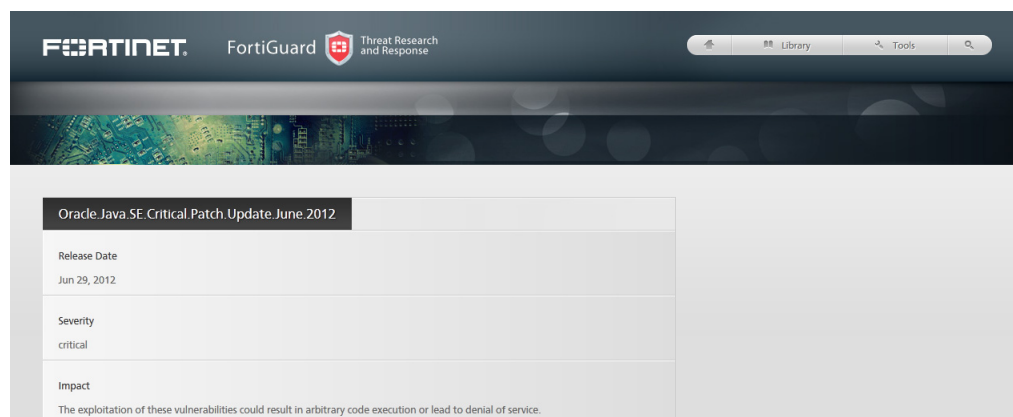 FORTINET.
FortiGuard
Threat Research
and Response
Library
Tools
Oracle.Java.SE.Critical.Patch.Update.June.2012
Release Date
Jun 29, 2012
Severity
critical
Impact
The exploitation of these vulnerabilities could result in arbitrary code execution or lead to denial of service.